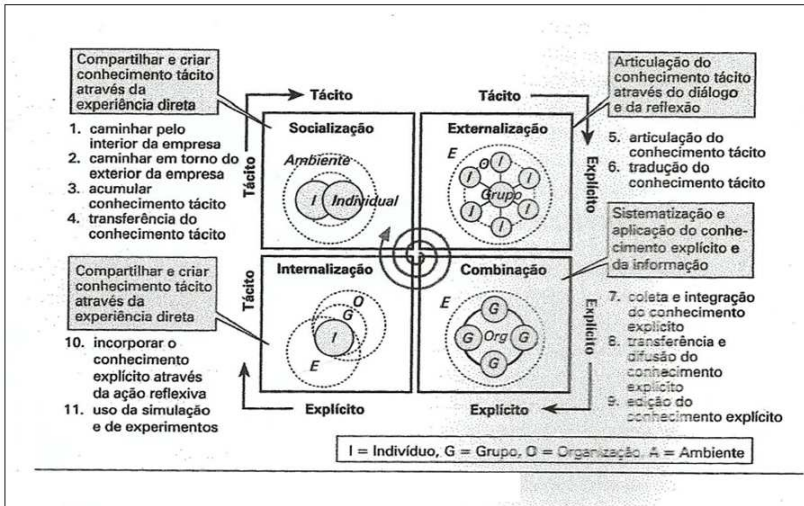 Compartilhar e criar
conhecimento tácito
através da
experiência direta
Tácito
Tácito
Articulação do
conhecimento tácito
através do diálogo
e da reflexão
1. caminhar pelo
interior da empresa
2. caminhar em torno do
exterior da empresa
3. acumular
conhecimento tácito
4. transferência do
conhecimento tácito
Tácito
Socialização
Ambiente
I
Individual
Externalização
E
O
I
I
I
Grupo
I
I
I
Explícito
5. articulação do
conhecimento tácito
6. tradução do
conhecimento tácito
Sistematização e
aplicação do conhe-
cimento explícito e
da informação
Compartilhar e criar
conhecimento tácito
através da
experiência direta
10. incorporar o
conhecimento
explícito através
da ação reflexiva
11. uso da simulação
e de experimentos
Tácito
Internalização
O
G
I
E
Combinação
E
G
G
Org
G
G
Explícito
7. coleta e integração
do conhecimento
explícito
8. transferência e
difusão do
conhecimento
explícito
9. edição do
conhecimento explícito
Explícito
Explícito
I = Indivíduo, G = Grupo, O = Organização, A = Ambiente